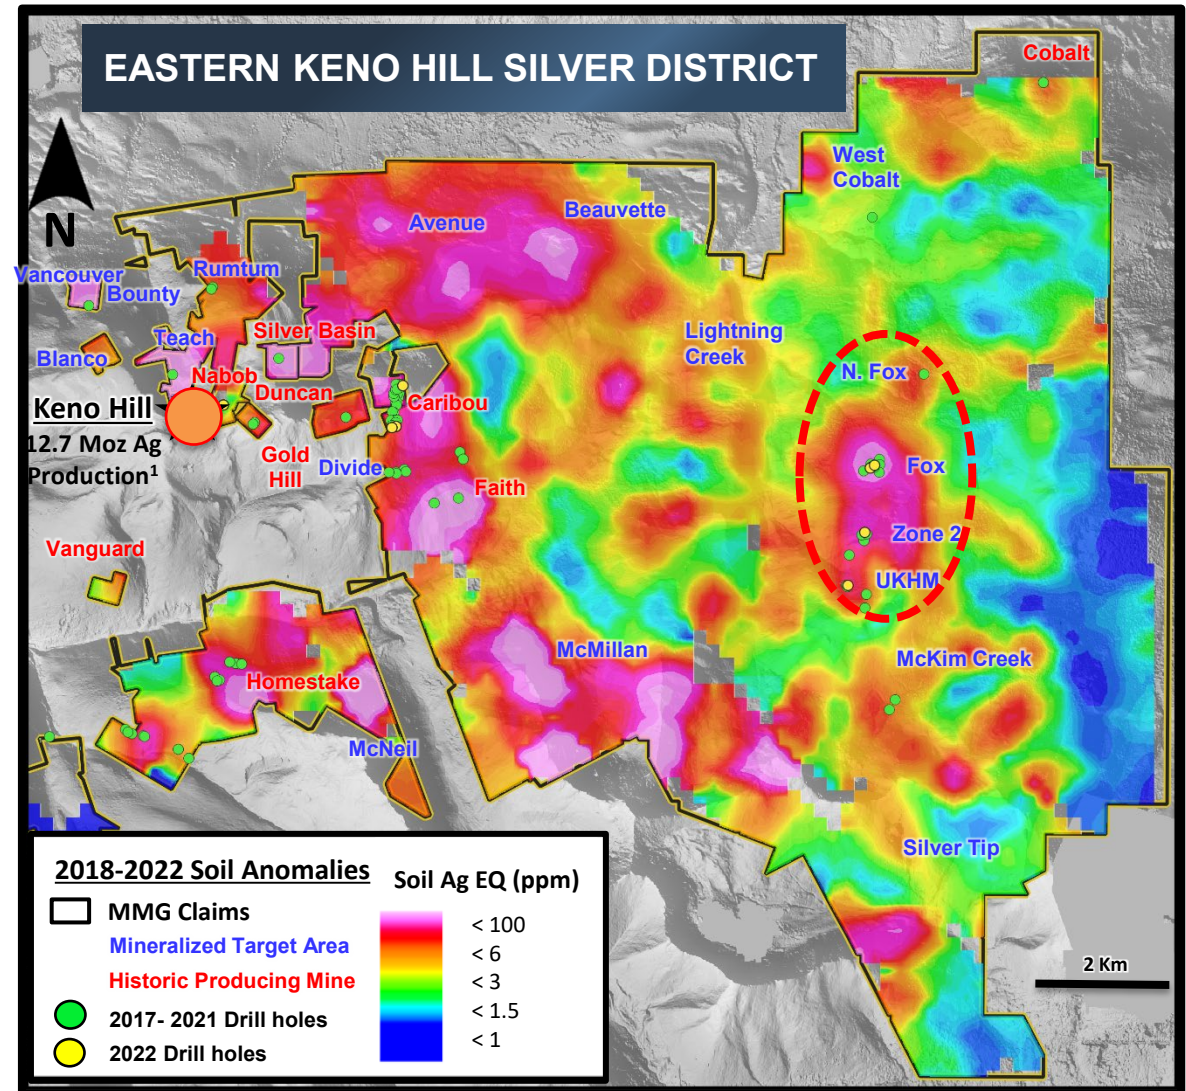 EASTERN KENO HILL SILVER DISTRICT
Cobalt
West
Cobalt
Beauvette
Avenue
N
Rumtum
Vancouver
Bounty
Silver Basin
Teach
Lightning
Creek
Blanco
N. Fox
Nabob
Duncan
Caribou
Keno Hill
12.7 Moz Ag
Production¹
Gold
Hill
Divide
Fox
Faith
Zone 2
Vanguard
UKHM
McMillan
McKim Creek
Homestake
McNeil
Silver Tip
2 Km
2018-2022 Soil Anomalies
MMG Claims
Mineralized Target Area
Historic Producing Mine
2017- 2021 Drill holes
2022 Drill holes
Soil Ag EQ (ppm)
< 100
< 6
< 3
< 1.5
< 1